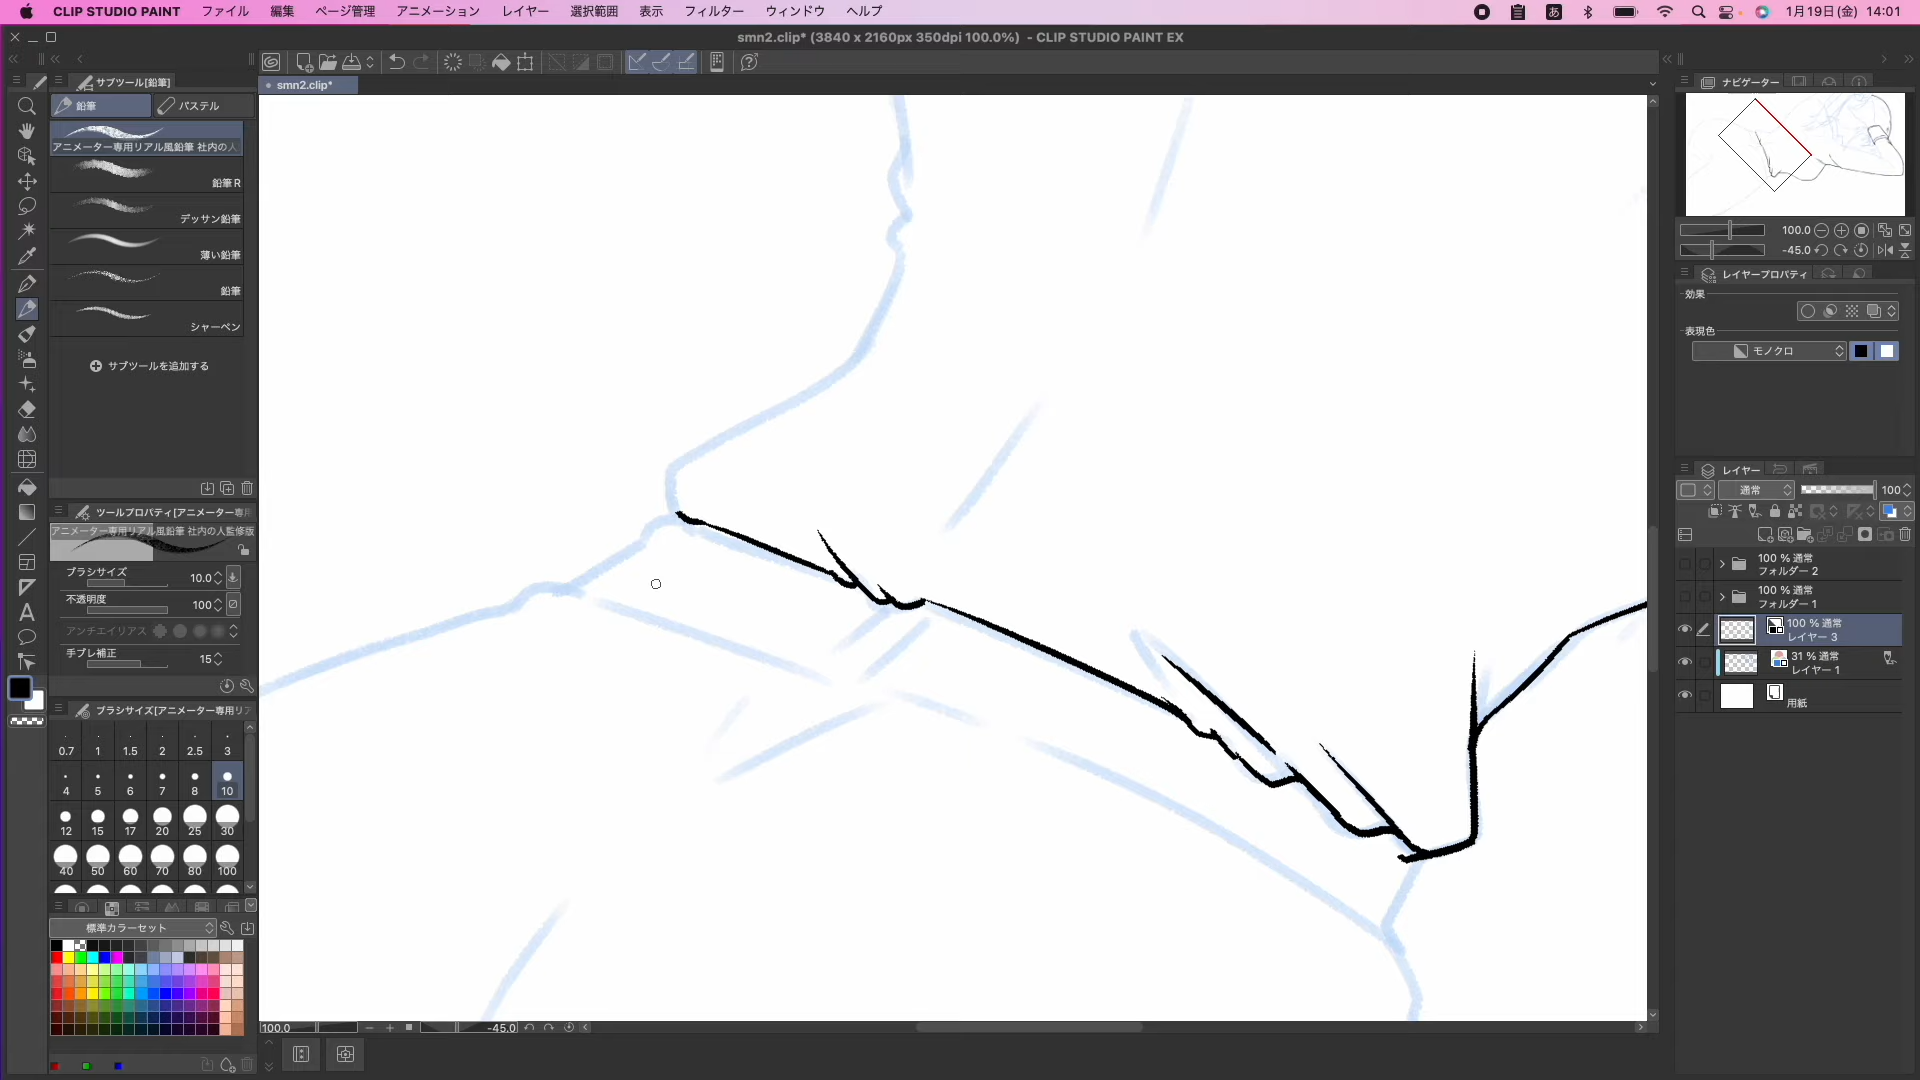 CLIP STUDIO PAINT ファイル 編集 ページ管理 アニメーション レイヤー 選択範囲 表示 フィルター ウィンドウ ヘルプ あ 1月19日(金) 14:01
smn2.clip* (3840 x 2160px 350dpi 100.0%) - CLIP STUDIO PAINT EX
smn2.clip*
サブツール[鉛筆]
鉛筆 パステル
アニメーター専用リアル風鉛筆 社内の人
鉛筆R
デッサン鉛筆
薄い鉛筆
鉛筆
シャーペン
サブツールを追加する
ツールプロパティ[アニメーター専用
アニメーター専用リアル風鉛筆 社内の人監修版
ブラシサイズ 10.0
不透明度 100
アンチエイリアス
手ブレ補正 15
ブラシサイズ[アニメーター専用リア
0.7 1 1.5 2 2.5 3
4 5 6 7 8 10
12 15 17 20 25 30
40 50 60 70 80 100
標準カラーセット
100.0 -45.0
ナビゲーター
100.0
-45.0
レイヤープロパティ
効果
表現色
モノクロ
レイヤー
通常 100
100 % 通常
フォルダー 2
100 % 通常
フォルダー 1
100 % 通常
レイヤー 3
31 % 通常
レイヤー 1
用紙